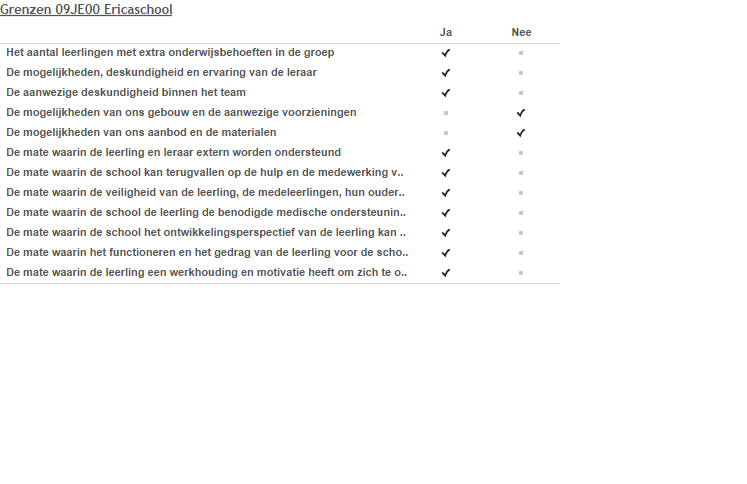 Grenzen 09JE00 Ericaschool
Ja Nee
Het aantal leerlingen met extra onderwijsbehoeften in de groep
De mogelijkheden, deskundigheid en ervaring van de leraar
De aanwezige deskundigheid binnen het team
De mogelijkheden van ons gebouw en de aanwezige voorzieningen
De mogelijkheden van ons aanbod en de materialen
De mate waarin de leerling en leraar extern worden ondersteund
De mate waarin de school kan terugvallen op de hulp en de medewerking v..
De mate waarin de veiligheid van de leerling, de medeleerlingen, hun ouder..
De mate waarin de school de leerling de benodigde medische ondersteunin..
De mate waarin de school het ontwikkelingsperspectief van de leerling kan ..
De mate waarin het functioneren en het gedrag van de leerling voor de scho..
De mate waarin de leerling een werkhouding en motivatie heeft om zich te o..